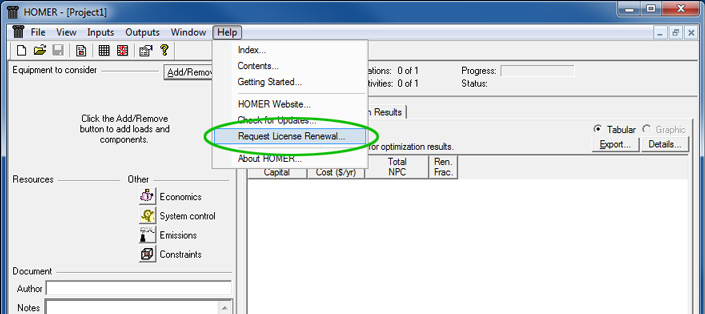 HOMER - [Project1]
File View Inputs Outputs Window Help
Equipment to consider Add/Remo
Click the Add/Remove
button to add loads and
components.
Resources Other
Economics
System control
Emissions
Constraints
Document
Author
Notes
Index...
Contents...
Getting Started...
HOMER Website...
Check for Updates...
Request License Renewal...
About HOMER...
0 of 1 Progress:
0 of 1 Status:
Results
Tabular Graphic
for optimization results. Export... Details...
Capital Cost ($/yr) Total NPC Ren. Frac.